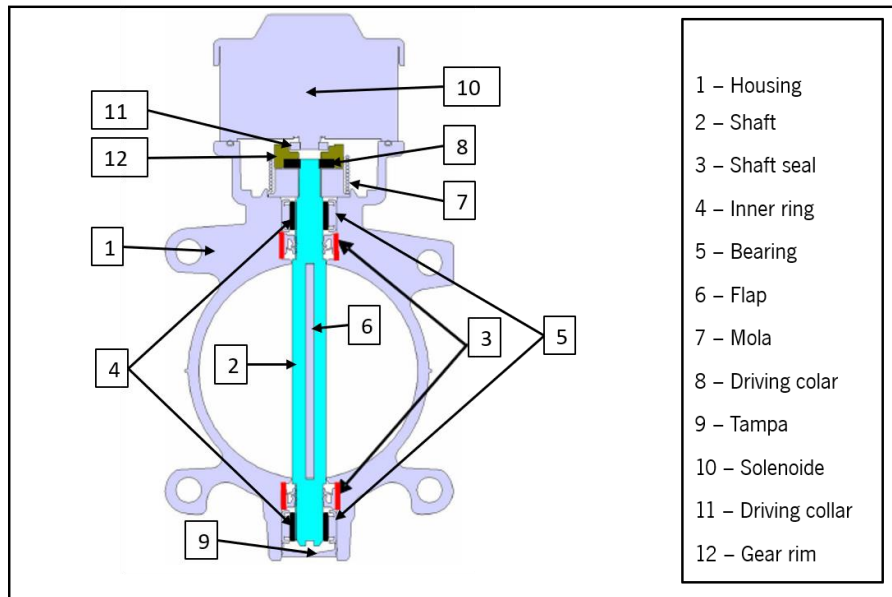 10
11
12
8
7
1
6
3
5
4
2
9
1 – Housing
2 – Shaft
3 – Shaft seal
4 – Inner ring
5 – Bearing
6 – Flap
7 – Mola
8 – Driving colar
9 – Tampa
10 – Solenoide
11 – Driving collar
12 – Gear rim